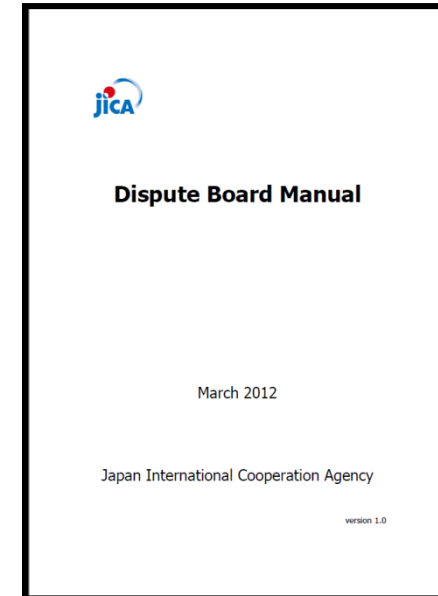 jICA
Dispute Board Manual
March 2012
Japan International Cooperation Agency
version 1.0